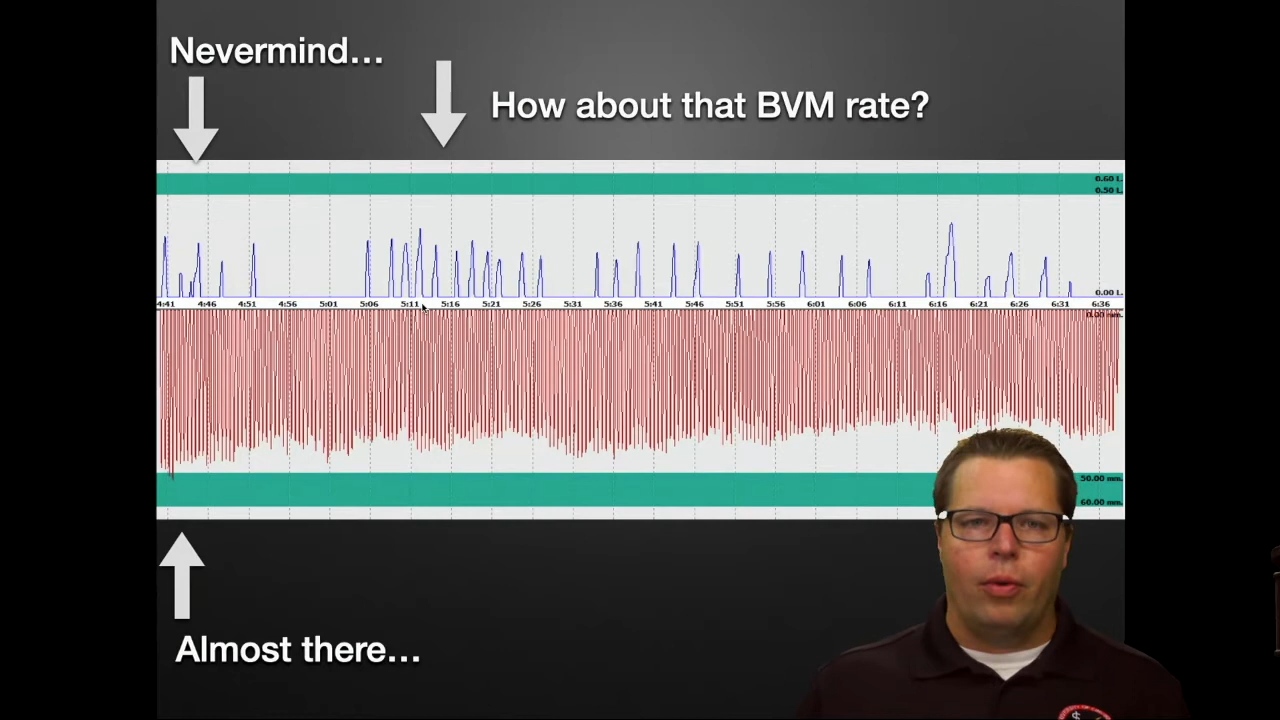 Nevermind...
How about that BVM rate?
0.60 L.
0.50 L.
0.00 L.
4:41 4:46 4:51 4:56 5:01 5:06 5:11 5:16 5:21 5:26 5:31 5:36 5:41 5:46 5:51 5:56 6:01 6:06 6:11 6:16 6:21 6:26 6:31 6:36
0.00 mm.
50.00 mm.
60.00 mm.
Almost there...